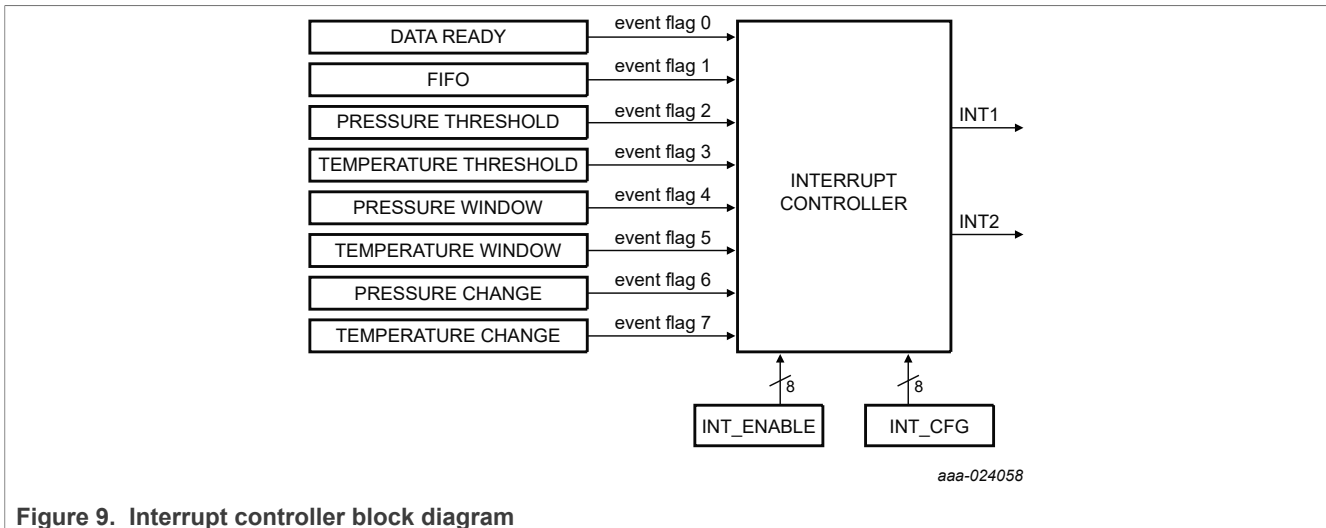 DATA READY
event flag 0
FIFO
event flag 1
PRESSURE THRESHOLD
event flag 2
TEMPERATURE THRESHOLD
event flag 3
PRESSURE WINDOW
event flag 4
TEMPERATURE WINDOW
event flag 5
PRESSURE CHANGE
event flag 6
TEMPERATURE CHANGE
event flag 7
INTERRUPT
CONTROLLER
INT1
INT2
8
8
INT_ENABLE
INT_CFG
aaa-024058
Figure 9. Interrupt controller block diagram